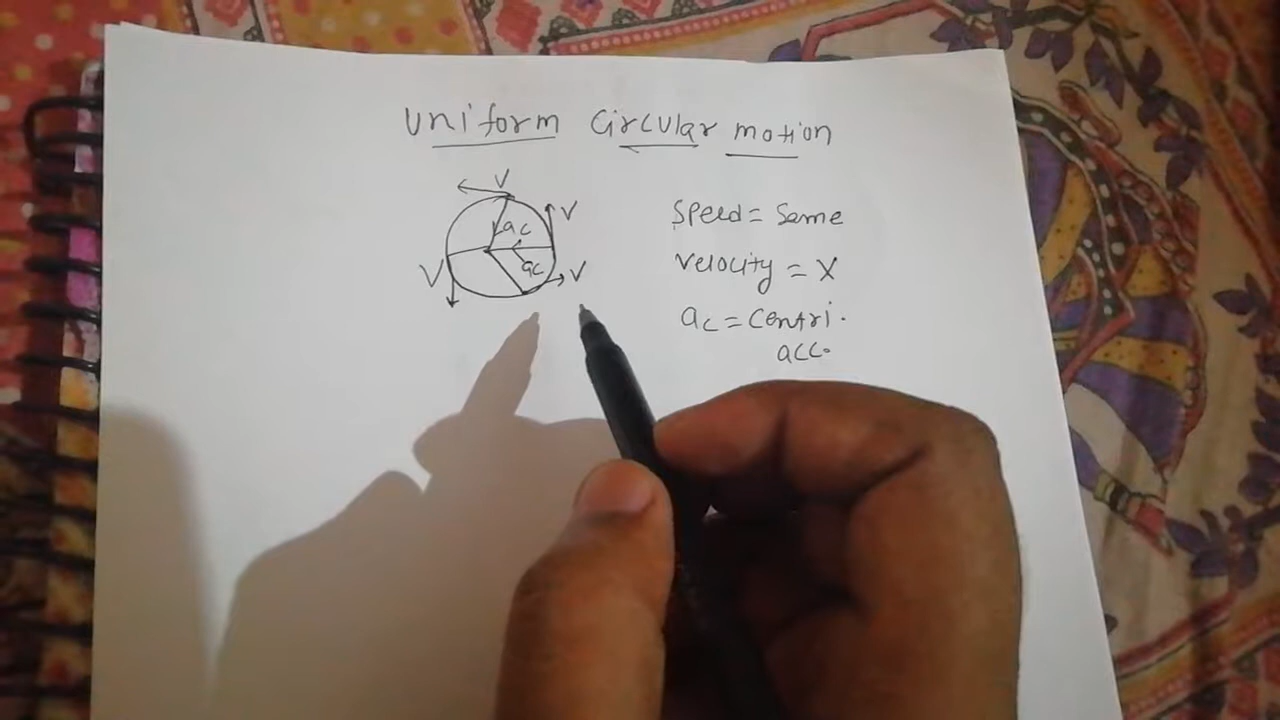 Uniform Circular motion
V
V
ac
ac
V
V
Speed = Same
velocity = X
ac = Centri.
acc.